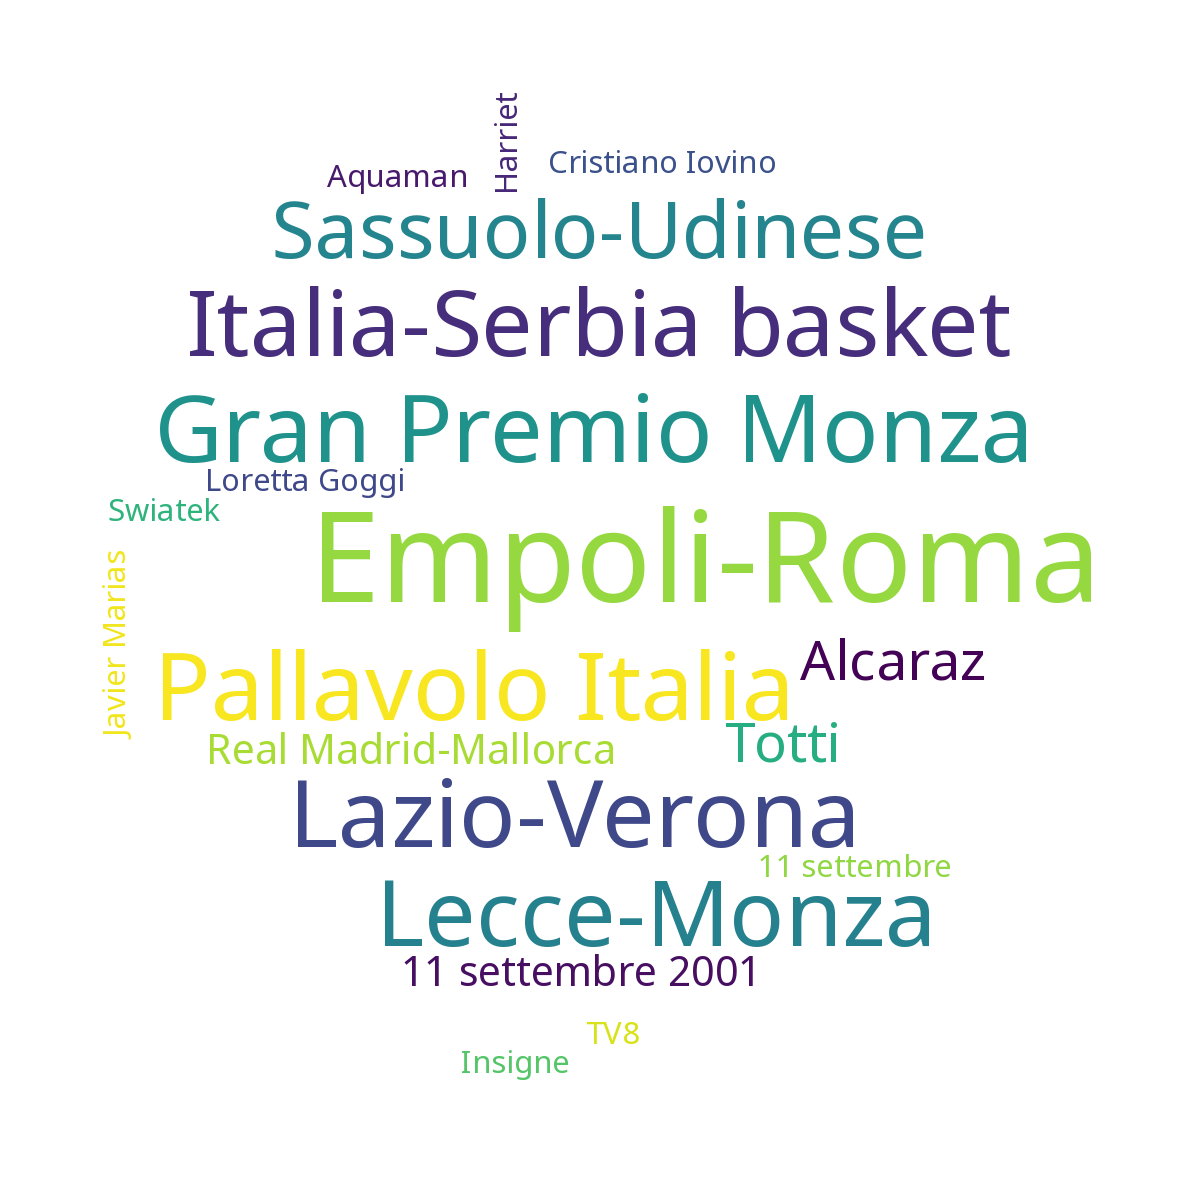 Harriet
Cristiano Iovino
Aquaman
Sassuolo-Udinese
Italia-Serbia basket
Gran Premio Monza
Loretta Goggi
Swiatek
Empoli-Roma
Javier Marias
Pallavolo Italia
Alcaraz
Totti
Real Madrid-Mallorca
Lazio-Verona
11 settembre
Lecce-Monza
11 settembre 2001
TV8
Insigne